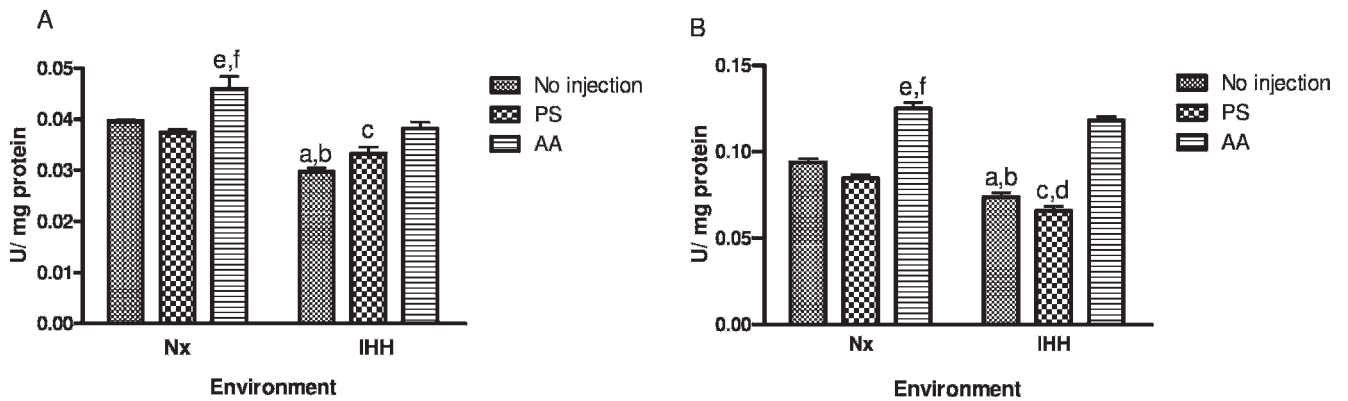 A
U/ mg protein
0.05
0.04
0.03
0.02
0.01
0.00
e,f
a,b
c
Nx
IHH
Environment
No injection
PS
AA
B
U/ mg protein
0.15
0.10
0.05
0.00
e,f
a,b
c,d
Nx
IHH
Environment
No injection
PS
AA